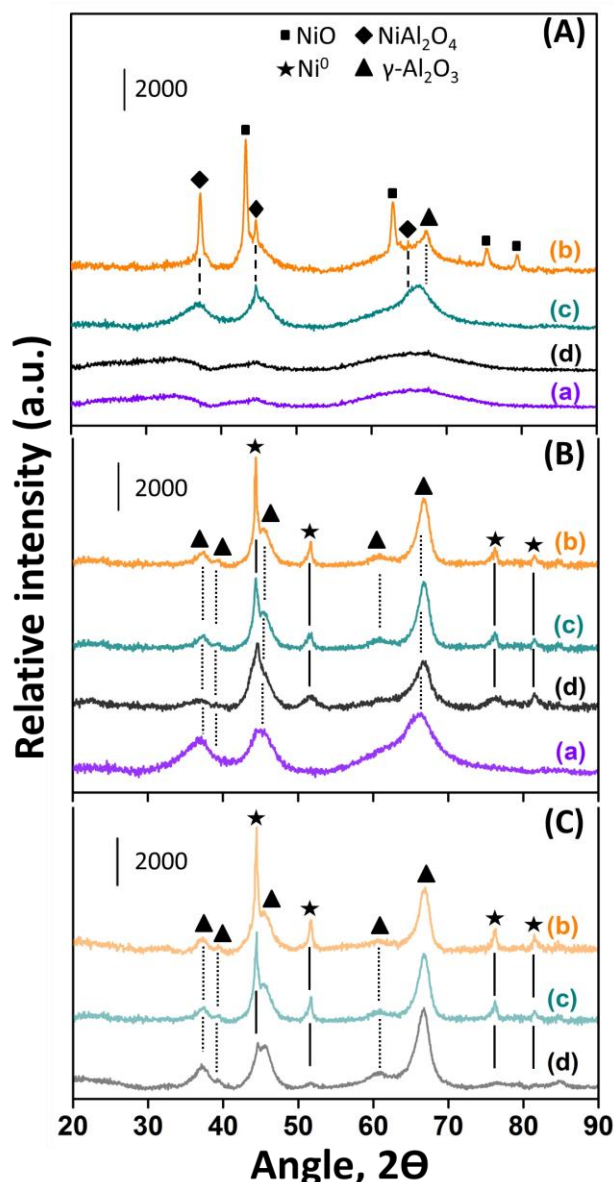 ■ NiO ◆ NiAl₂O₄ (A)
★ Ni⁰ ▲ γ-Al₂O₃
2000
(b)
(c)
(d)
(a)
(B)
2000
(b)
(c)
(d)
(a)
(C)
2000
(b)
(c)
(d)
20 30 40 50 60 70 80 90
Angle, 2Θ
Relative intensity (a.u.)